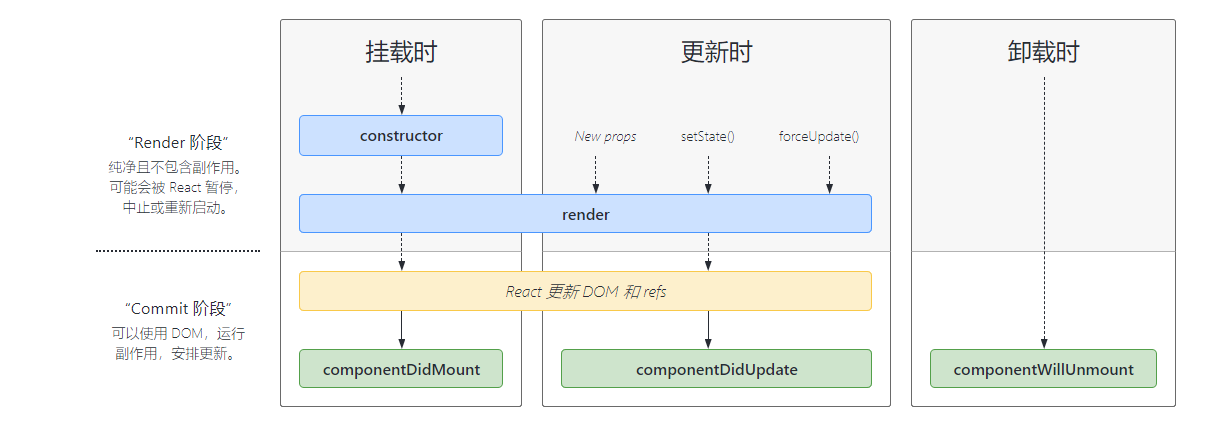 挂载时
更新时
卸载时
“Render 阶段”
纯净且不包含副作用。
可能会被 React 暂停，
中止或重新启动。
constructor
New props
setState()
forceUpdate()
render
“Commit 阶段”
可以使用 DOM，运行
副作用，安排更新。
React 更新 DOM 和 refs
componentDidMount
componentDidUpdate
componentWillUnmount